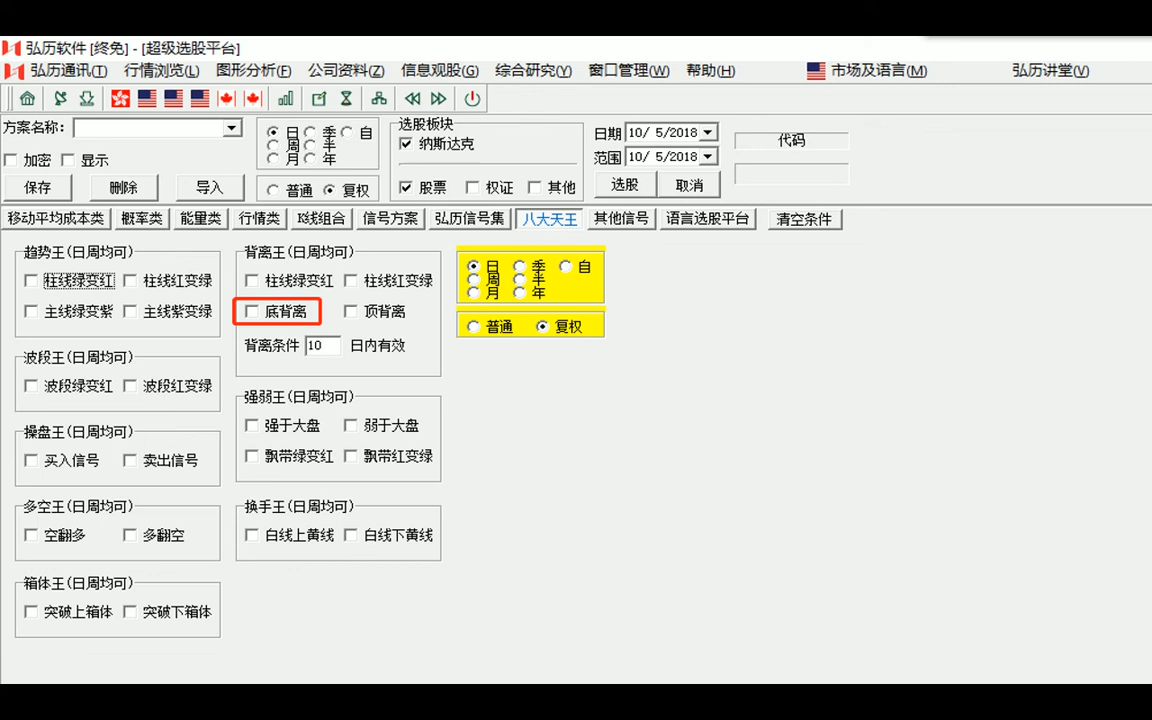 弘历软件 [终免] - [超级选股平台]
弘历通讯(T) 行情浏览(L) 图形分析(F) 公司资料(Z) 信息观股(G) 综合研究(Y) 窗口管理(W) 帮助(H) 市场及语言(M) 弘历讲堂(V)
方案名称:
加密 显示
保存 删除 导入
日 季 自
周 半
月 年
普通 复权
选股板块
纳斯达克
股票 权证 其他
日期 10/ 5/2018
范围 10/ 5/2018
选股 取消
代码
移动平均成本类 概率类 能量类 行情类 K线组合 信号方案 弘历信号集 八大天王 其他信号 语言选股平台 清空条件
趋势王(日周均可)
柱线绿变红 柱线红变绿
主线绿变紫 主线紫变绿
波段王(日周均可)
波段绿变红 波段红变绿
操盘王(日周均可)
买入信号 卖出信号
多空王(日周均可)
空翻多 多翻空
箱体王(日周均可)
突破上箱体 突破下箱体
背离王(日周均可)
柱线绿变红 柱线红变绿
底背离 顶背离
背离条件 10 日内有效
强弱王(日周均可)
强于大盘 弱于大盘
飘带绿变红 飘带红变绿
换手王(日周均可)
白线上黄线 白线下黄线
日 季 自
周 半
月 年
普通 复权